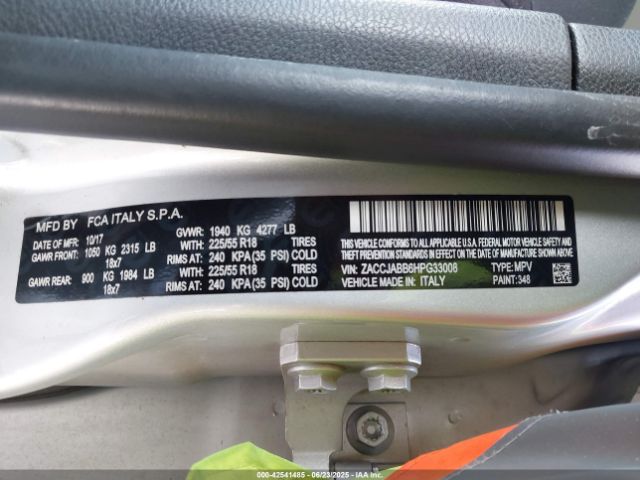 MFD BY FCA ITALY S.P.A.
DATE OF MFR: 10/17 GVWR: 1940 KG 4277 LB
GAWR FRONT: 1050 KG 2315 LB WITH 225/55 R18 TIRES
18x7 RIMS AT: 240 KPA(35 PSI) COLD
GAWR REAR: 900 KG 1984 LB WITH 225/55 R18 TIRES
18x7 RIMS AT: 240 KPA(35 PSI) COLD
THIS VEHICLE CONFORMS TO ALL APPLICABLE U.S.A. FEDERAL MOTOR VEHICLE
SAFETY, BUMPER, AND THEFT PREVENTION STANDARDS IN EFFECT ON THE DATE OF
MANUFACTURE SHOWN ABOVE.
VIN: ZACCJABB6HPG33008 TYPE: MPV
VEHICLE MADE IN: ITALY PAINT: 348
000-42541485 - 06/23/2025 - IAAI.com